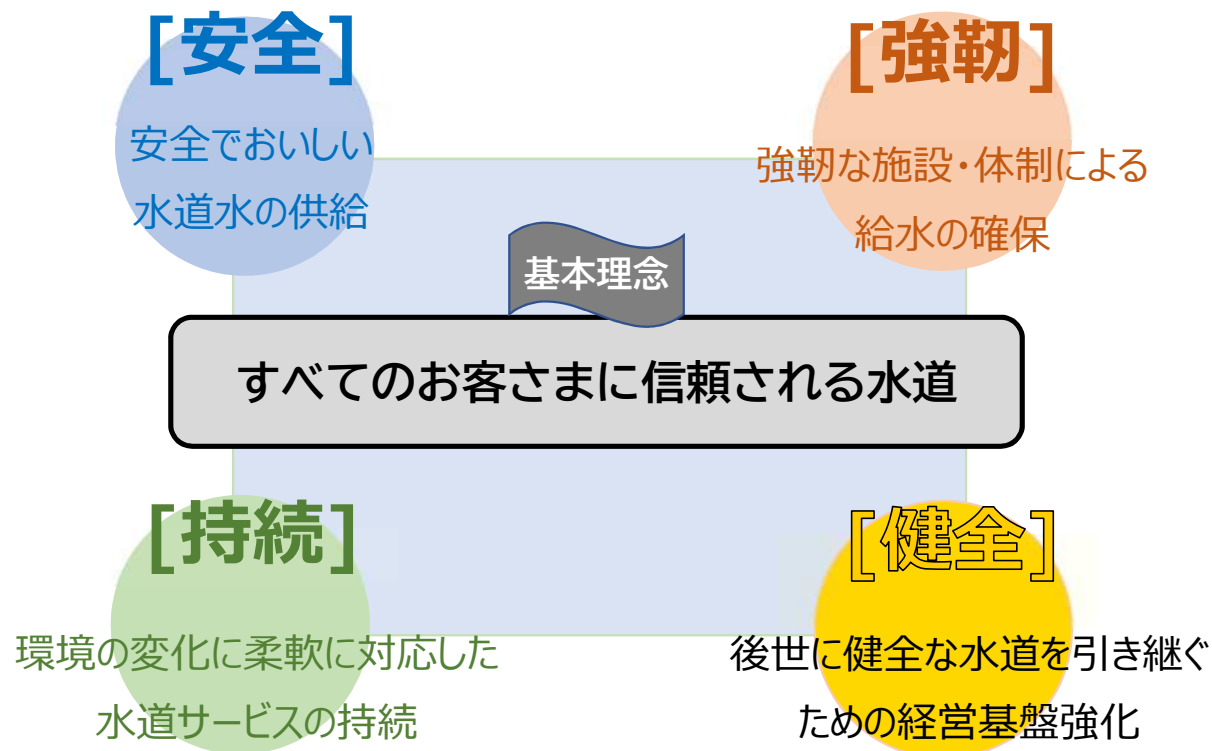 [安全]
安全でおいしい
水道水の供給
[強靭]
強靭な施設・体制による
給水の確保
基本理念
すべてのお客さまに信頼される水道
[持続]
環境の変化に柔軟に対応した
水道サービスの持続
[健全]
後世に健全な水道を引き継ぐ
ための経営基盤強化